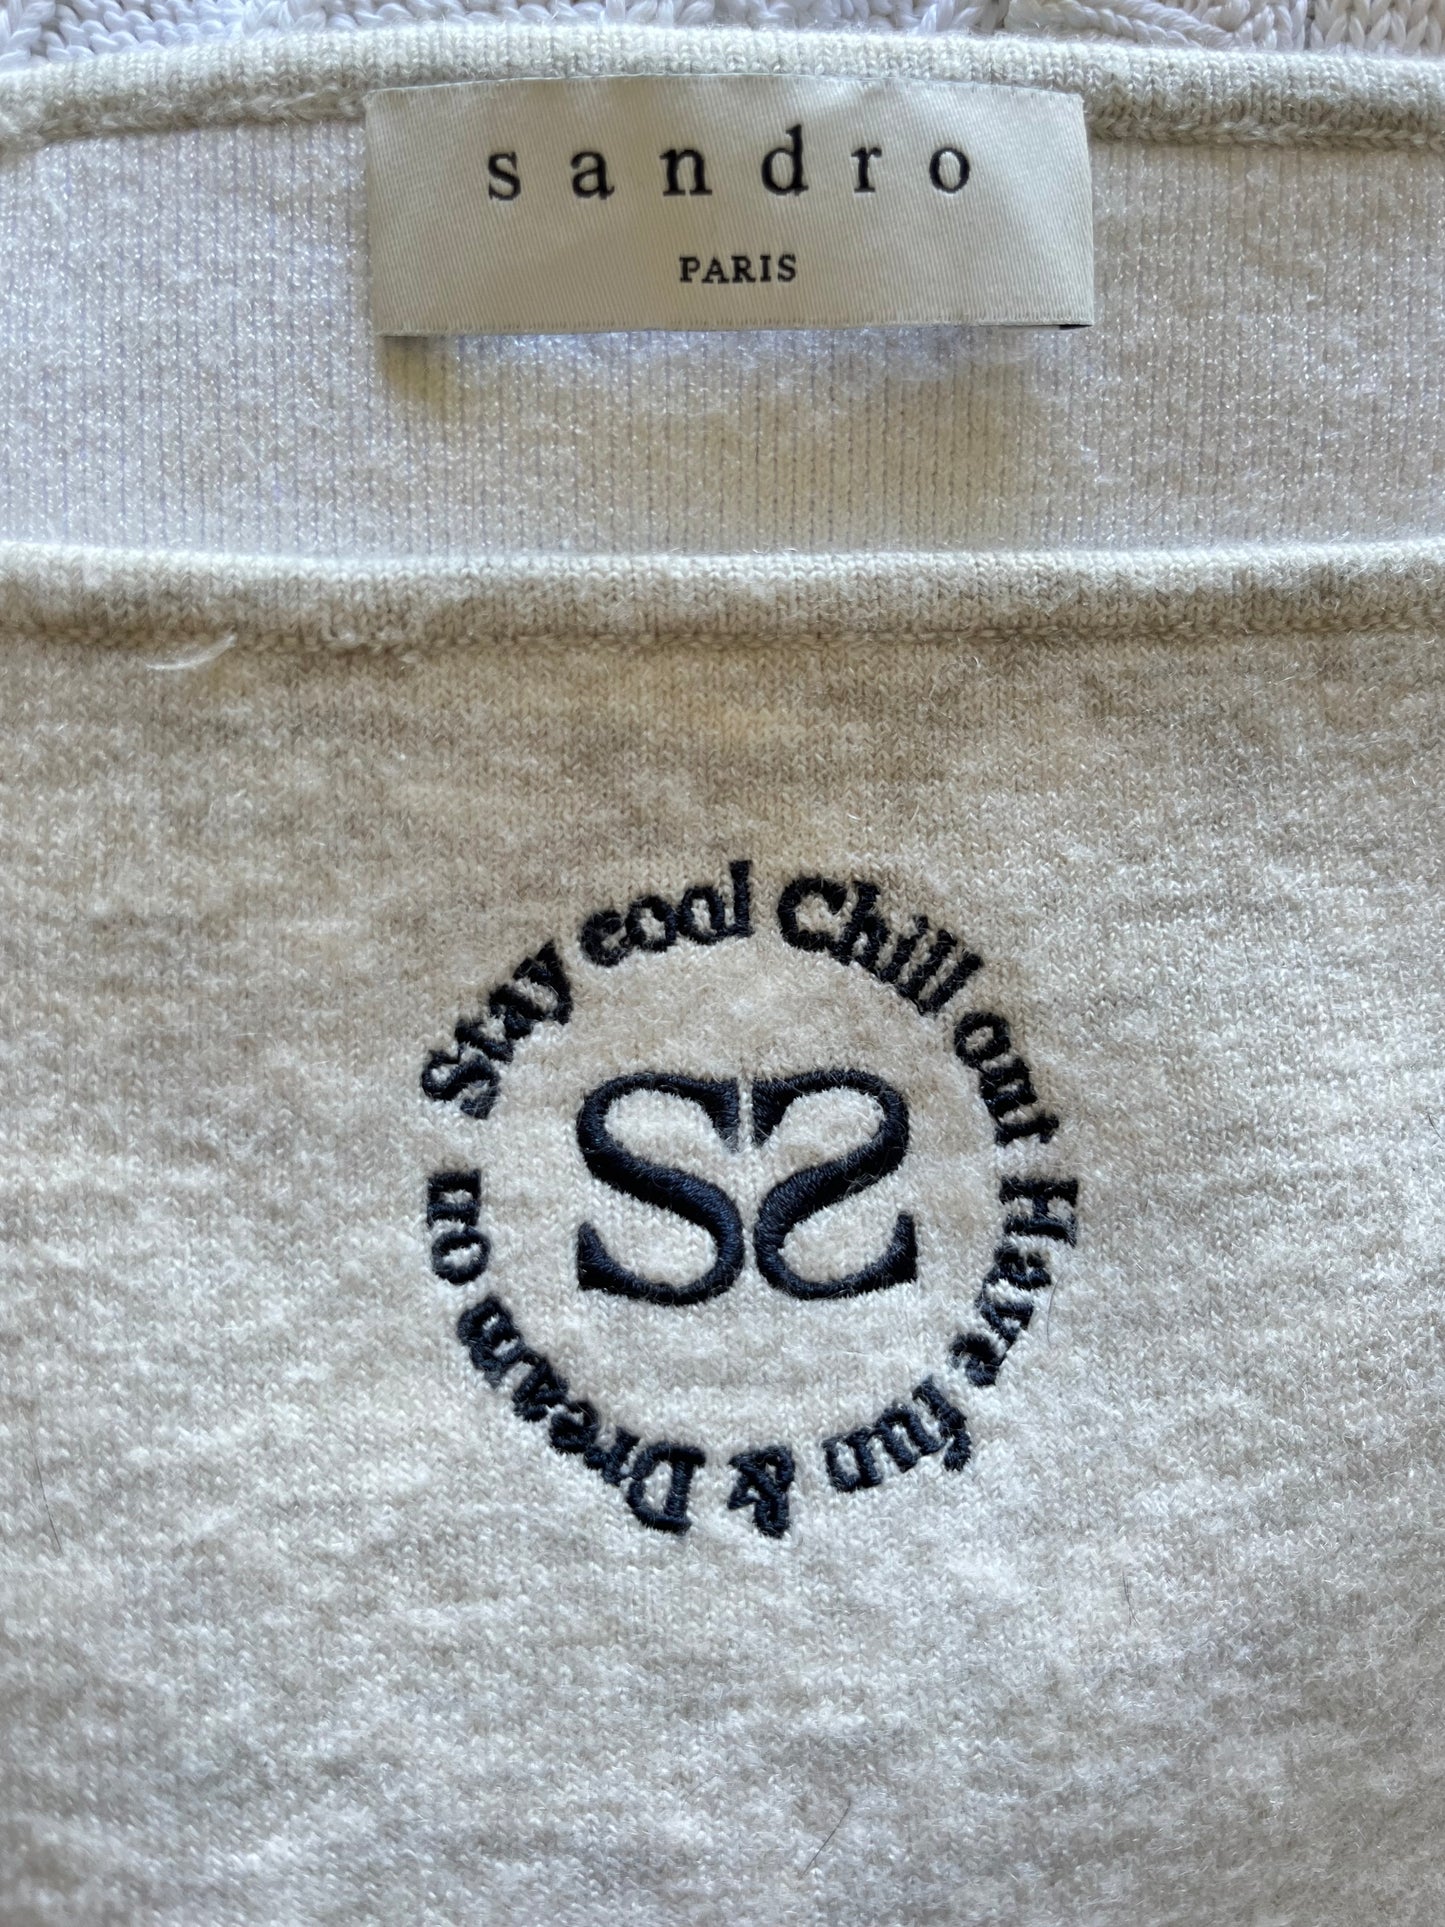 sandro
PARIS
Stay cool Chill out Have fun & Dream on
SS